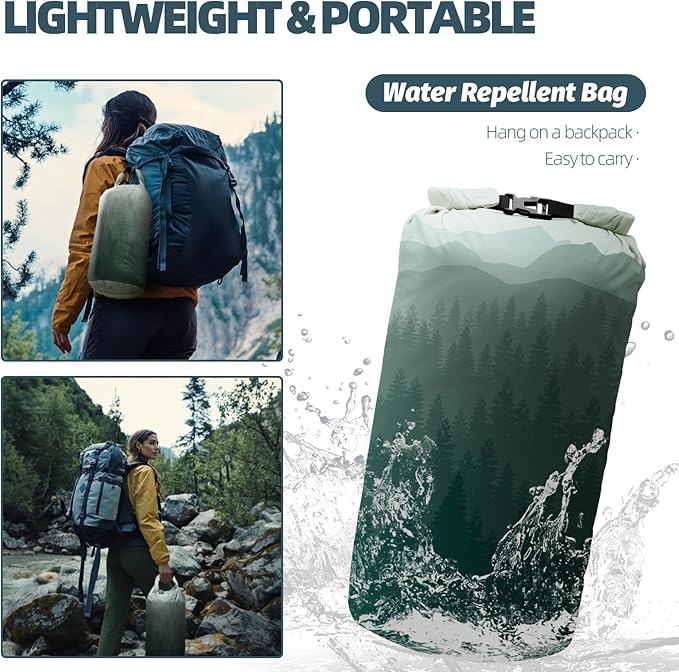 LIGHTWEIGHT & PORTABLE
Water Repellent Bag
Hang on a backpack ·
Easy to carry ·